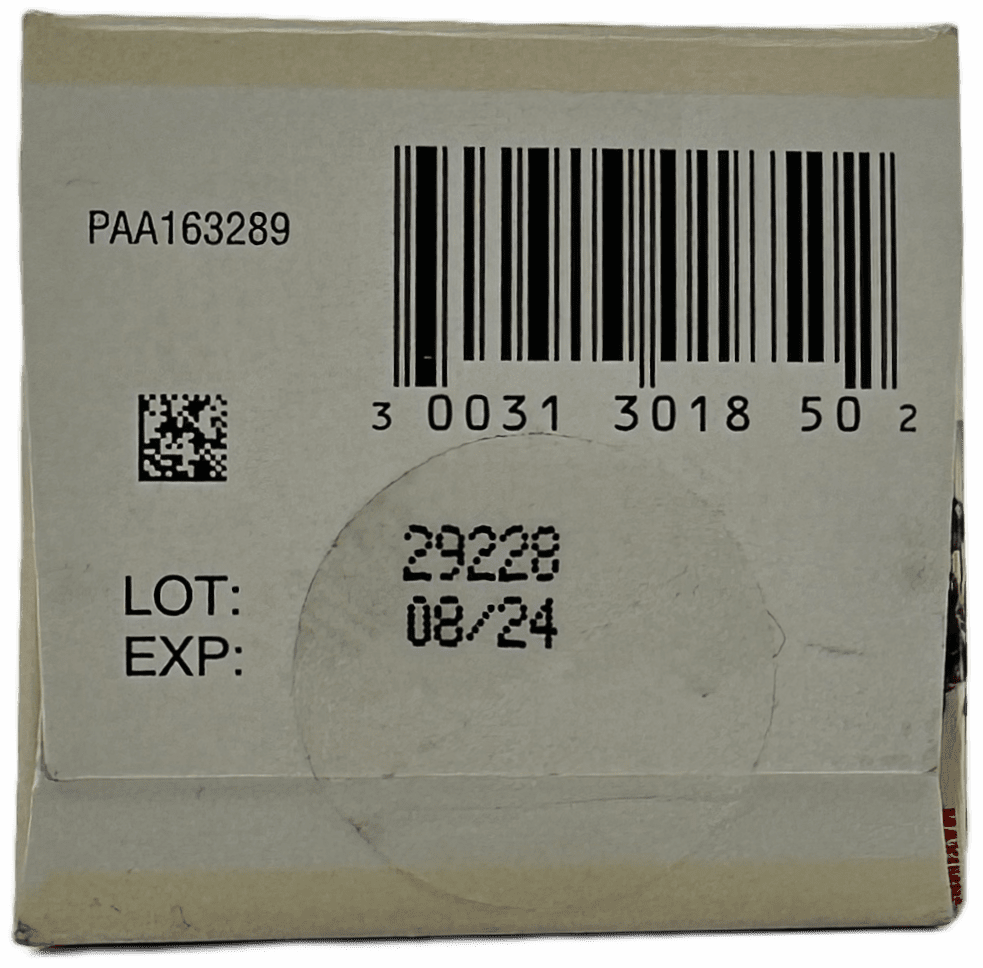 PAA163289
3 0031 3018 50 2
LOT: 29228
EXP: 08/24